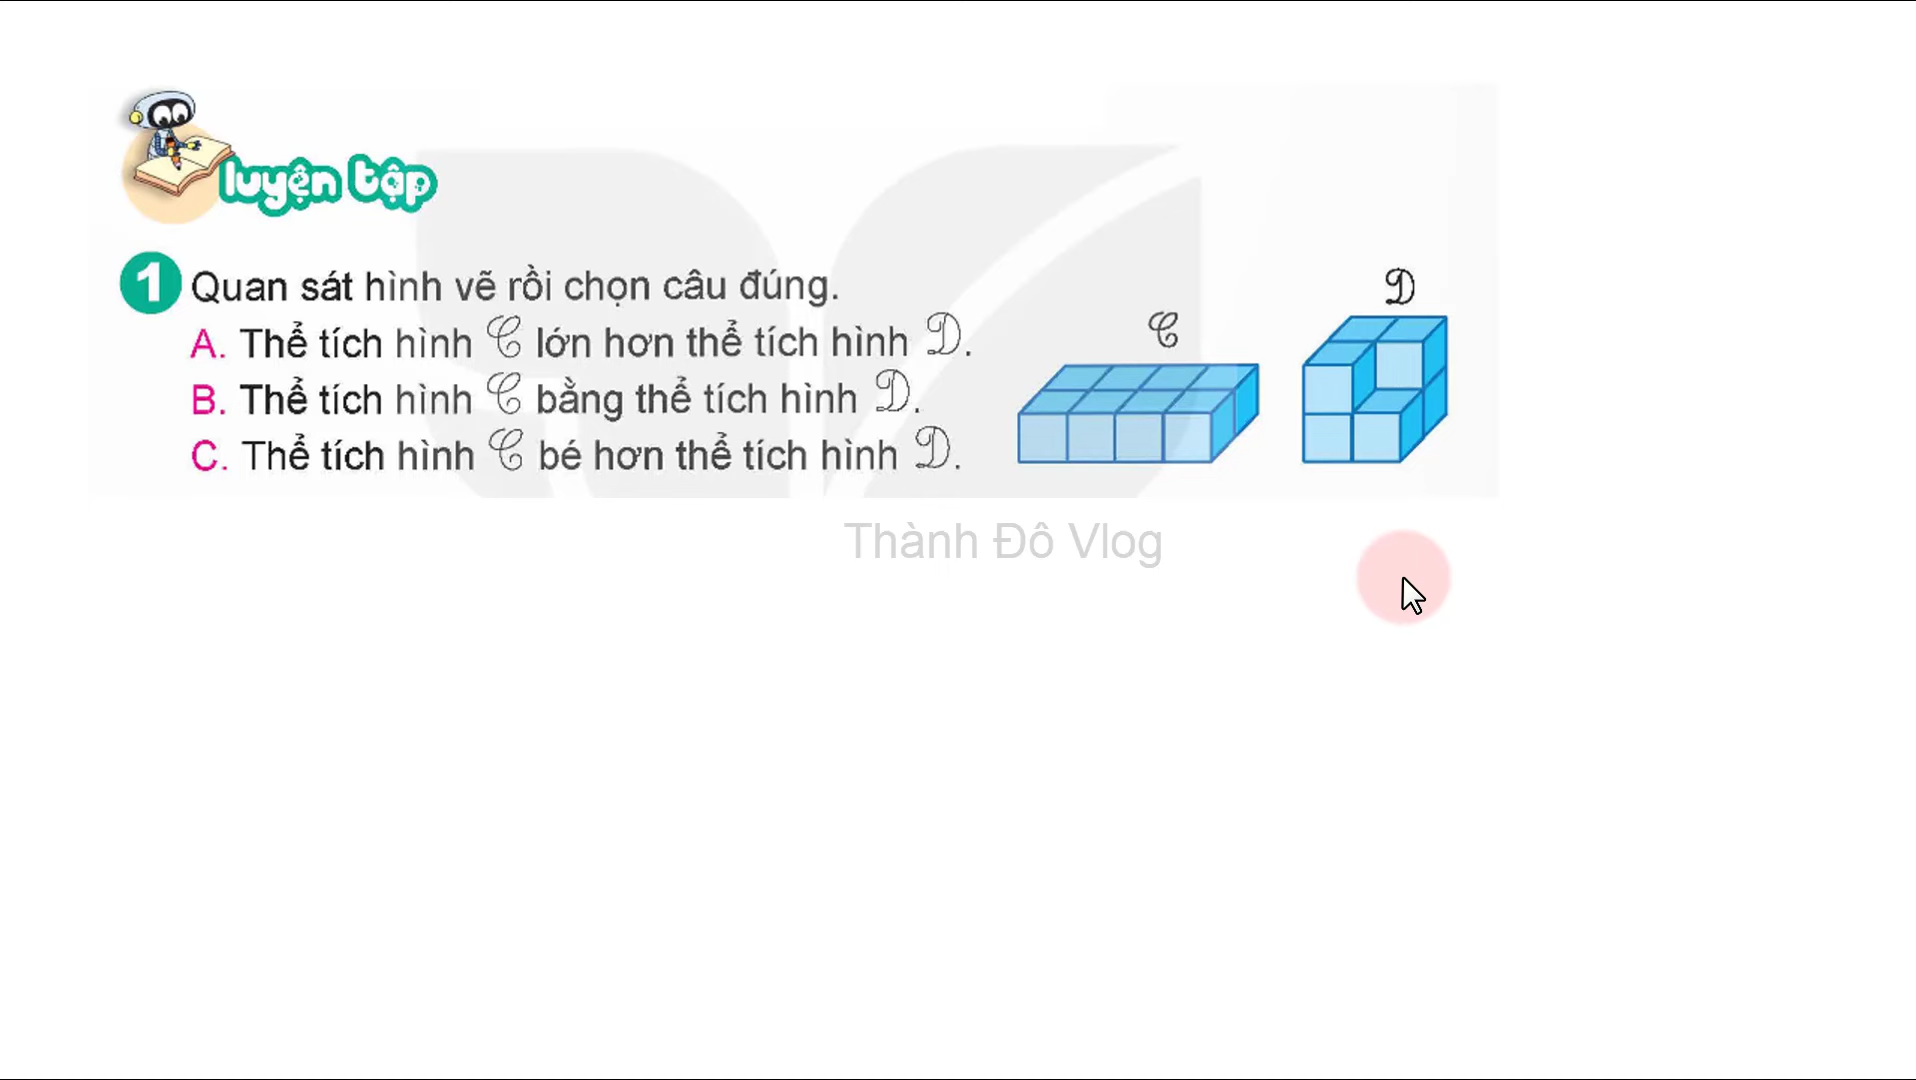 luyện tập
1 Quan sát hình vẽ rồi chọn câu đúng.
A. Thể tích hình C lớn hơn thể tích hình D.
B. Thể tích hình C bằng thể tích hình D.
C. Thể tích hình C bé hơn thể tích hình D.
C
D
Thành Đô Vlog